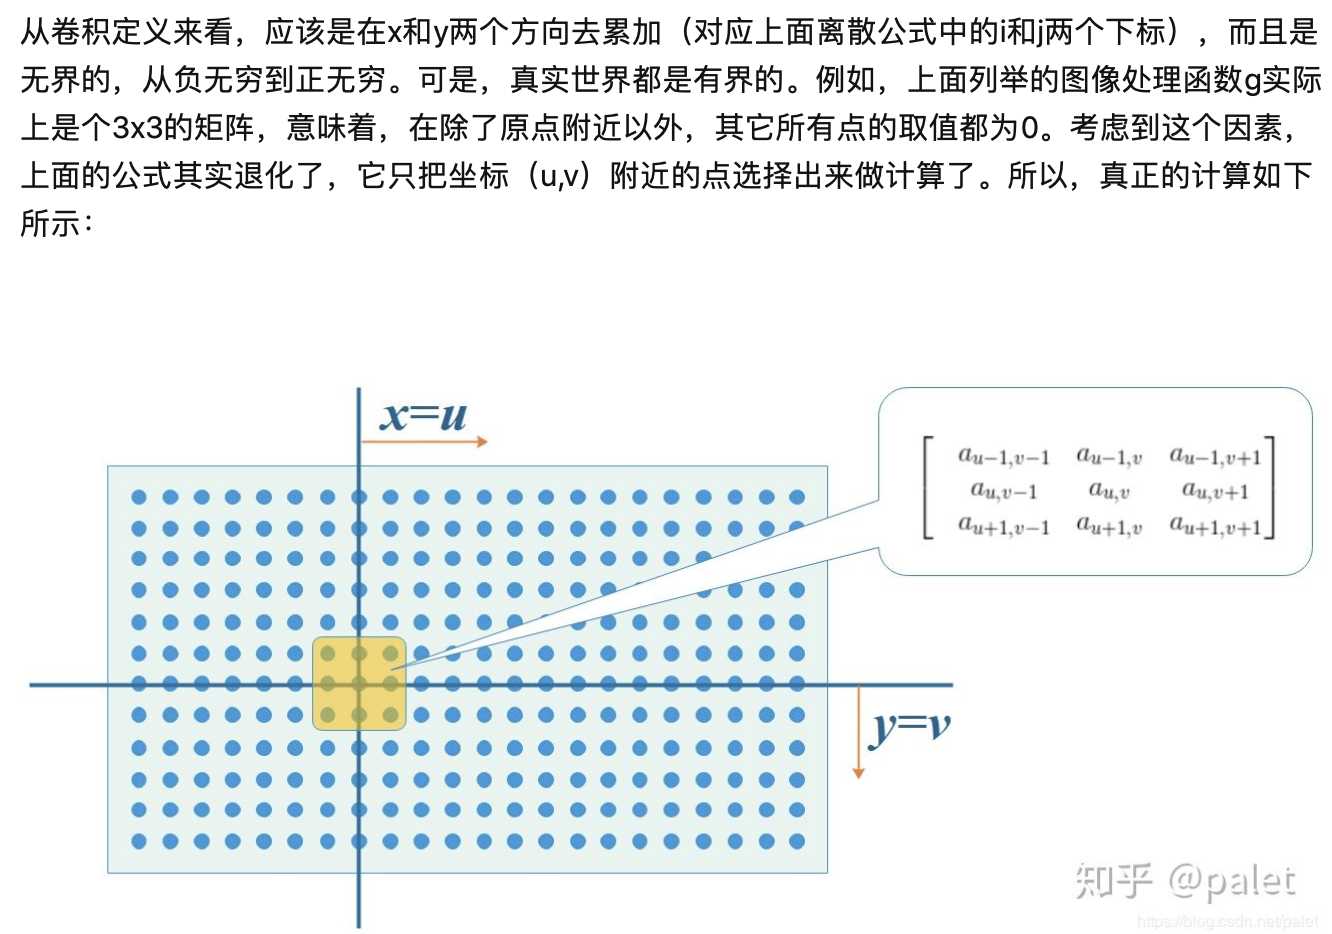 从卷积定义来看，应该是在x和y两个方向去累加（对应上面离散公式中的i和j两个下标），而且是
无界的，从负无穷到正无穷。可是，真实世界都是有界的。例如，上面列举的图像处理函数g实际
上是个3x3的矩阵，意味着，在除了原点附近以外，其它所有点的取值都为0。考虑到这个因素，
上面的公式其实退化了，它只把坐标（u,v）附近的点选择出来做计算了。所以，真正的计算如下
所示：
x=u
a_{u-1,v-1} a_{u-1,v} a_{u-1,v+1}
a_{u,v-1} a_{u,v} a_{u,v+1}
a_{u+1,v-1} a_{u+1,v} a_{u+1,v+1}
y=v
知乎 @palet
https://blog.csdn.net/palet